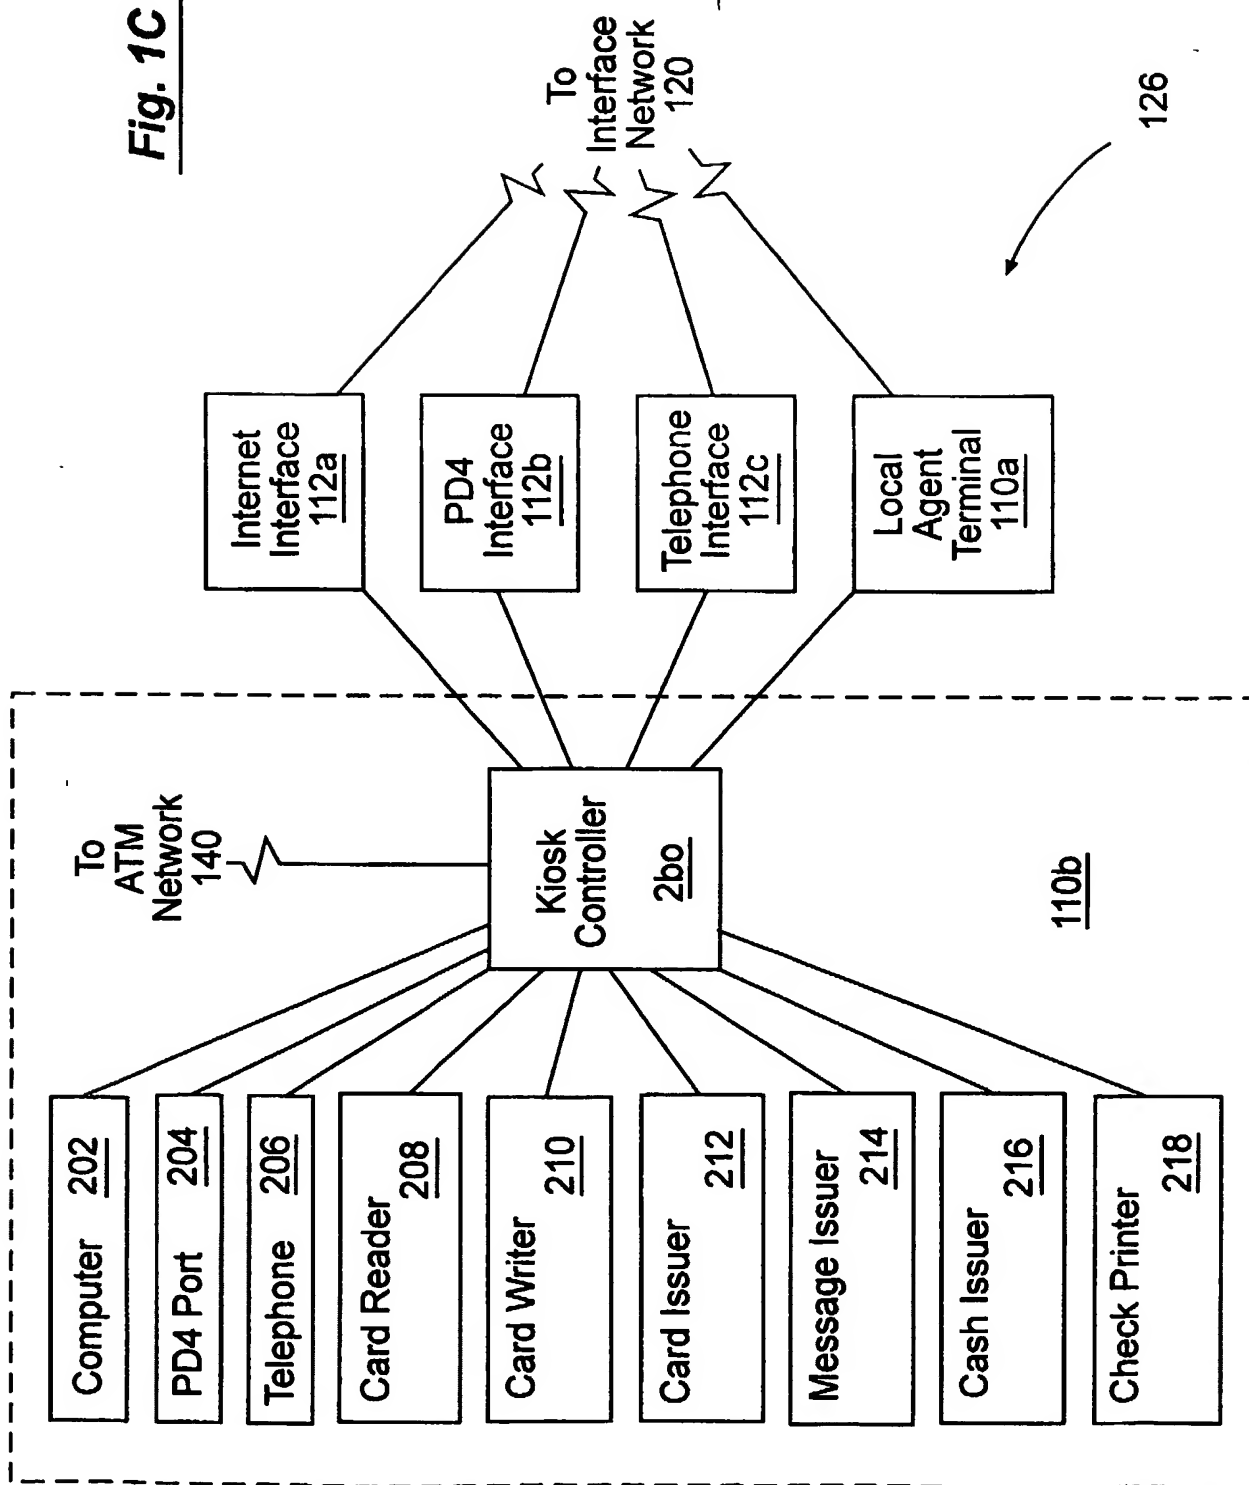 Fig. 1C
To
Interface
Network
120
126
Internet
Interface
112a
PD4
Interface
112b
Telephone
Interface
112c
Local
Agent
Terminal
110a
To
ATM
Network
140
Kiosk
Controller
2bo
110b
Computer 202
PD4 Port 204
Telephone 206
Card Reader
208
Card Writer
210
Card Issuer
212
Message Issuer
214
Cash Issuer
216
Check Printer
218